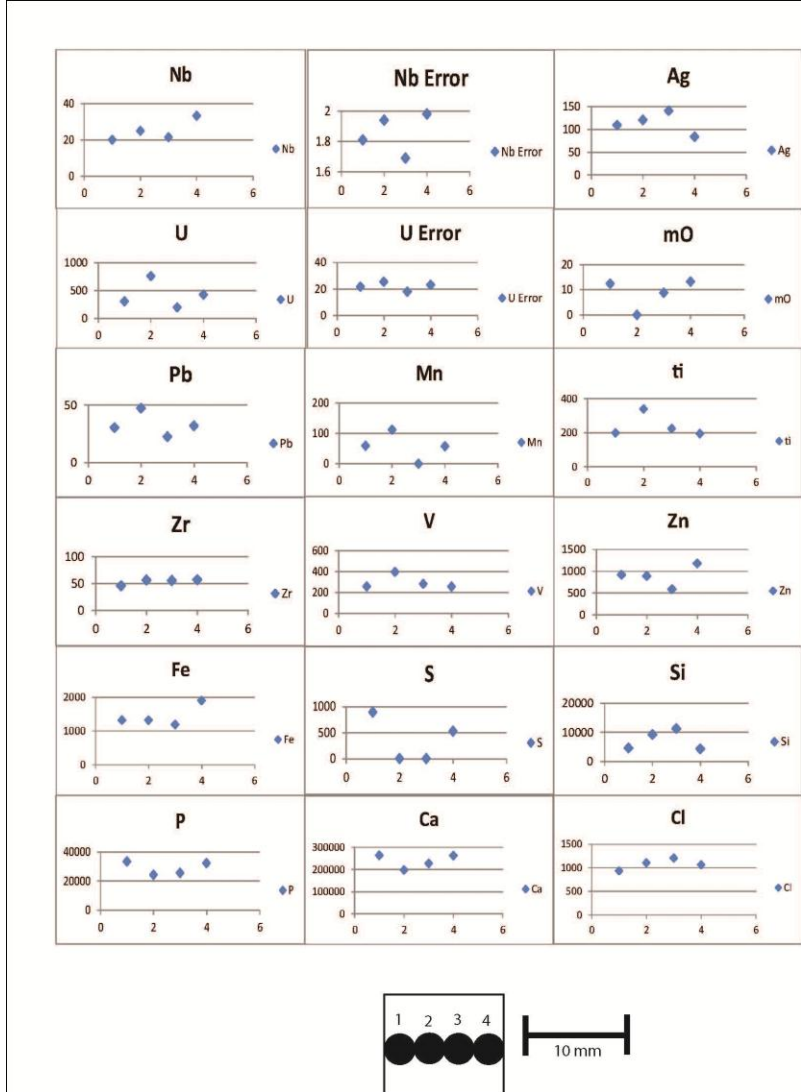 Nb
40
20
0
0 2 4 6
Nb
Nb Error
2
1.8
1.6
0 2 4 6
Nb Error
Ag
150
100
50
0
0 2 4 6
Ag
U
1000
500
0
0 2 4 6
U
U Error
40
20
0
0 2 4 6
U Error
mO
20
10
0
0 2 4 6
mO
Pb
50
0
0 2 4 6
Pb
Mn
200
100
0
0 2 4 6
Mn
ti
400
200
0
0 2 4 6
ti
Zr
100
50
0
0 2 4 6
Zr
V
600
400
200
0
0 2 4 6
V
Zn
1500
1000
500
0
0 2 4 6
Zn
Fe
2000
1000
0
0 2 4 6
Fe
S
1000
500
0
0 2 4 6
S
Si
20000
10000
0
0 2 4 6
Si
P
40000
20000
0
0 2 4 6
P
Ca
300000
200000
100000
0
0 2 4 6
Ca
Cl
1500
1000
500
0
0 2 4 6
Cl
1 2 3 4
10 mm